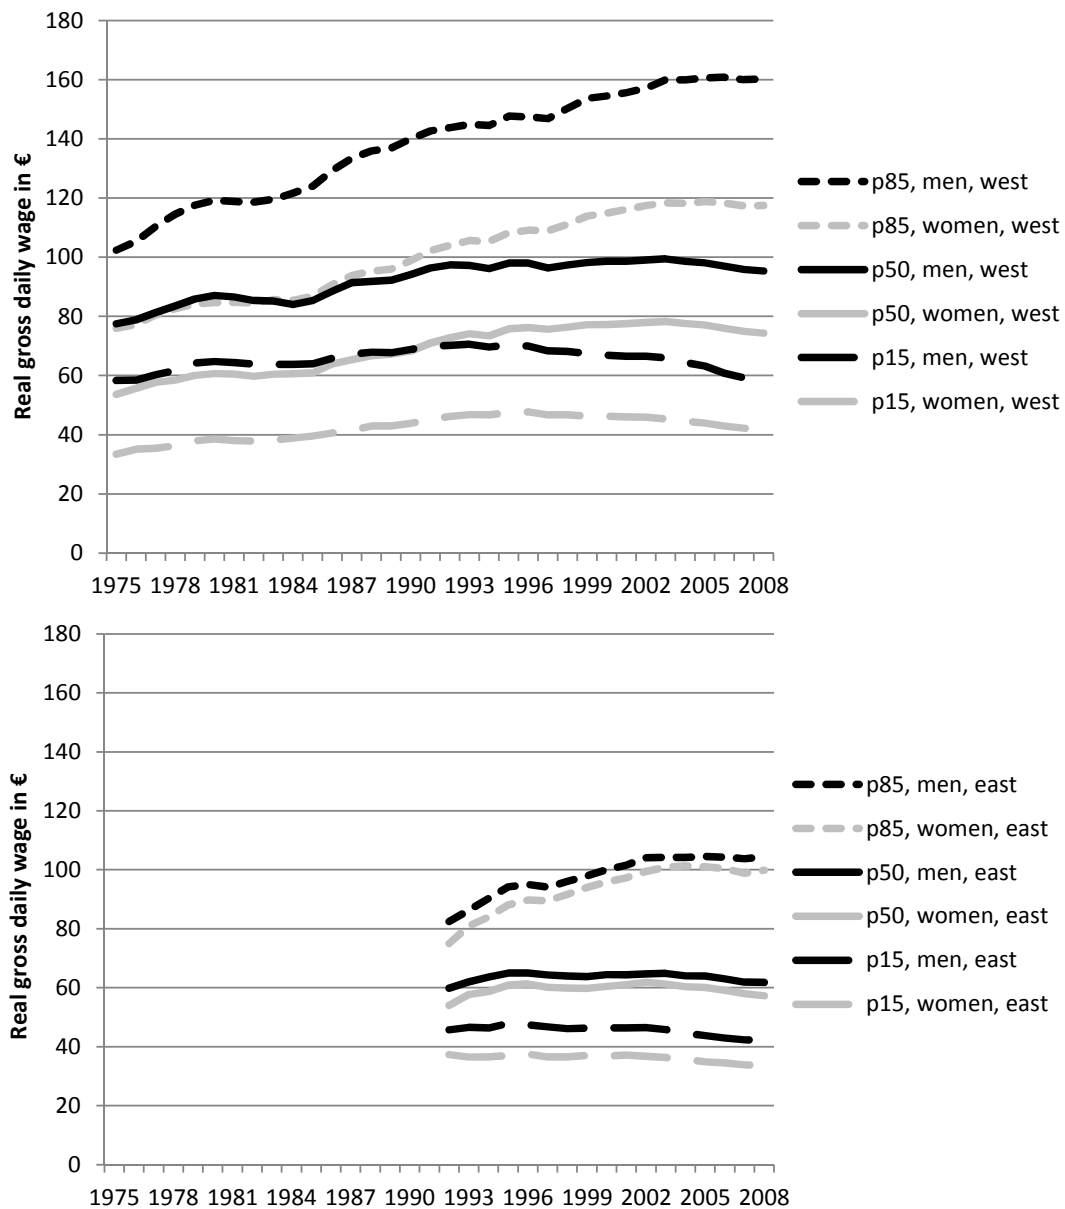 Real gross daily wage in €
180
160
140
120
100
80
60
40
20
0
1975 1978 1981 1984 1987 1990 1993 1996 1999 2002 2005 2008
p85, men, west
p85, women, west
p50, men, west
p50, women, west
p15, men, west
p15, women, west
Real gross daily wage in €
180
160
140
120
100
80
60
40
20
0
1975 1978 1981 1984 1987 1990 1993 1996 1999 2002 2005 2008
p85, men, east
p85, women, east
p50, men, east
p50, women, east
p15, men, east
p15, women, east